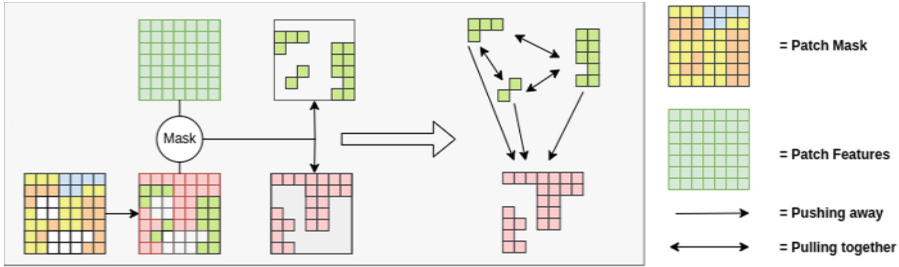 Mask
= Patch Mask
= Patch Features
= Pushing away
= Pulling together